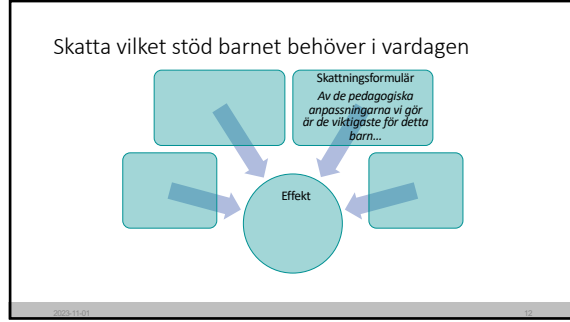 Skatta vilket stöd barnet behöver i vardagen
Skattningsformulär
Av de pedagogiska
anpassningarna vi gör
är de viktigaste för detta
barn...
Effekt
2023-11-01
12